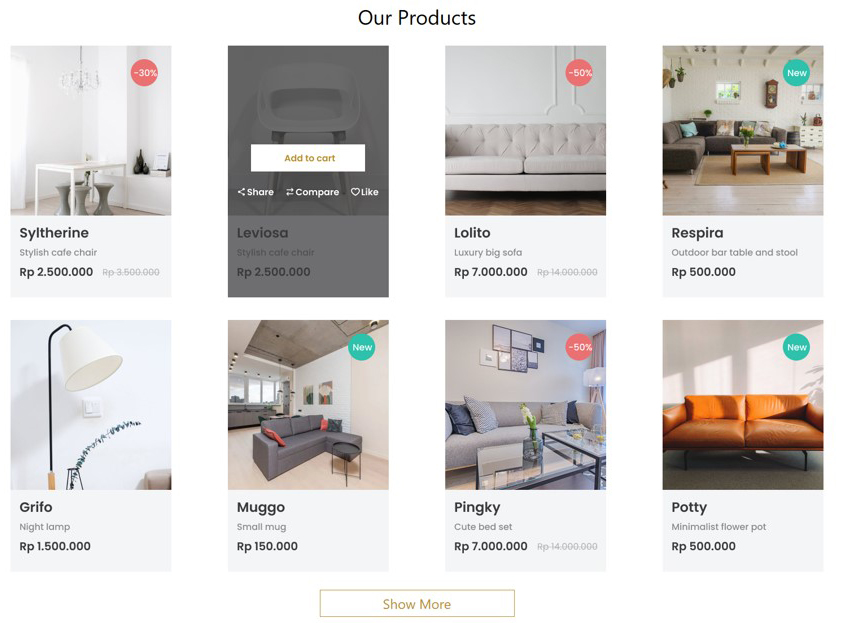 Our Products
-30%
Syltherine
Stylish cafe chair
Rp 2.500.000 Rp 3.500.000
Add to cart
Share Compare Like
Leviosa
Stylish cafe chair
Rp 2.500.000
-50%
Lolito
Luxury big sofa
Rp 7.000.000 Rp 14.000.000
New
Respira
Outdoor bar table and stool
Rp 500.000
Grifo
Night lamp
Rp 1.500.000
New
Muggo
Small mug
Rp 150.000
-50%
Pingky
Cute bed set
Rp 7.000.000 Rp 14.000.000
New
Potty
Minimalist flower pot
Rp 500.000
Show More